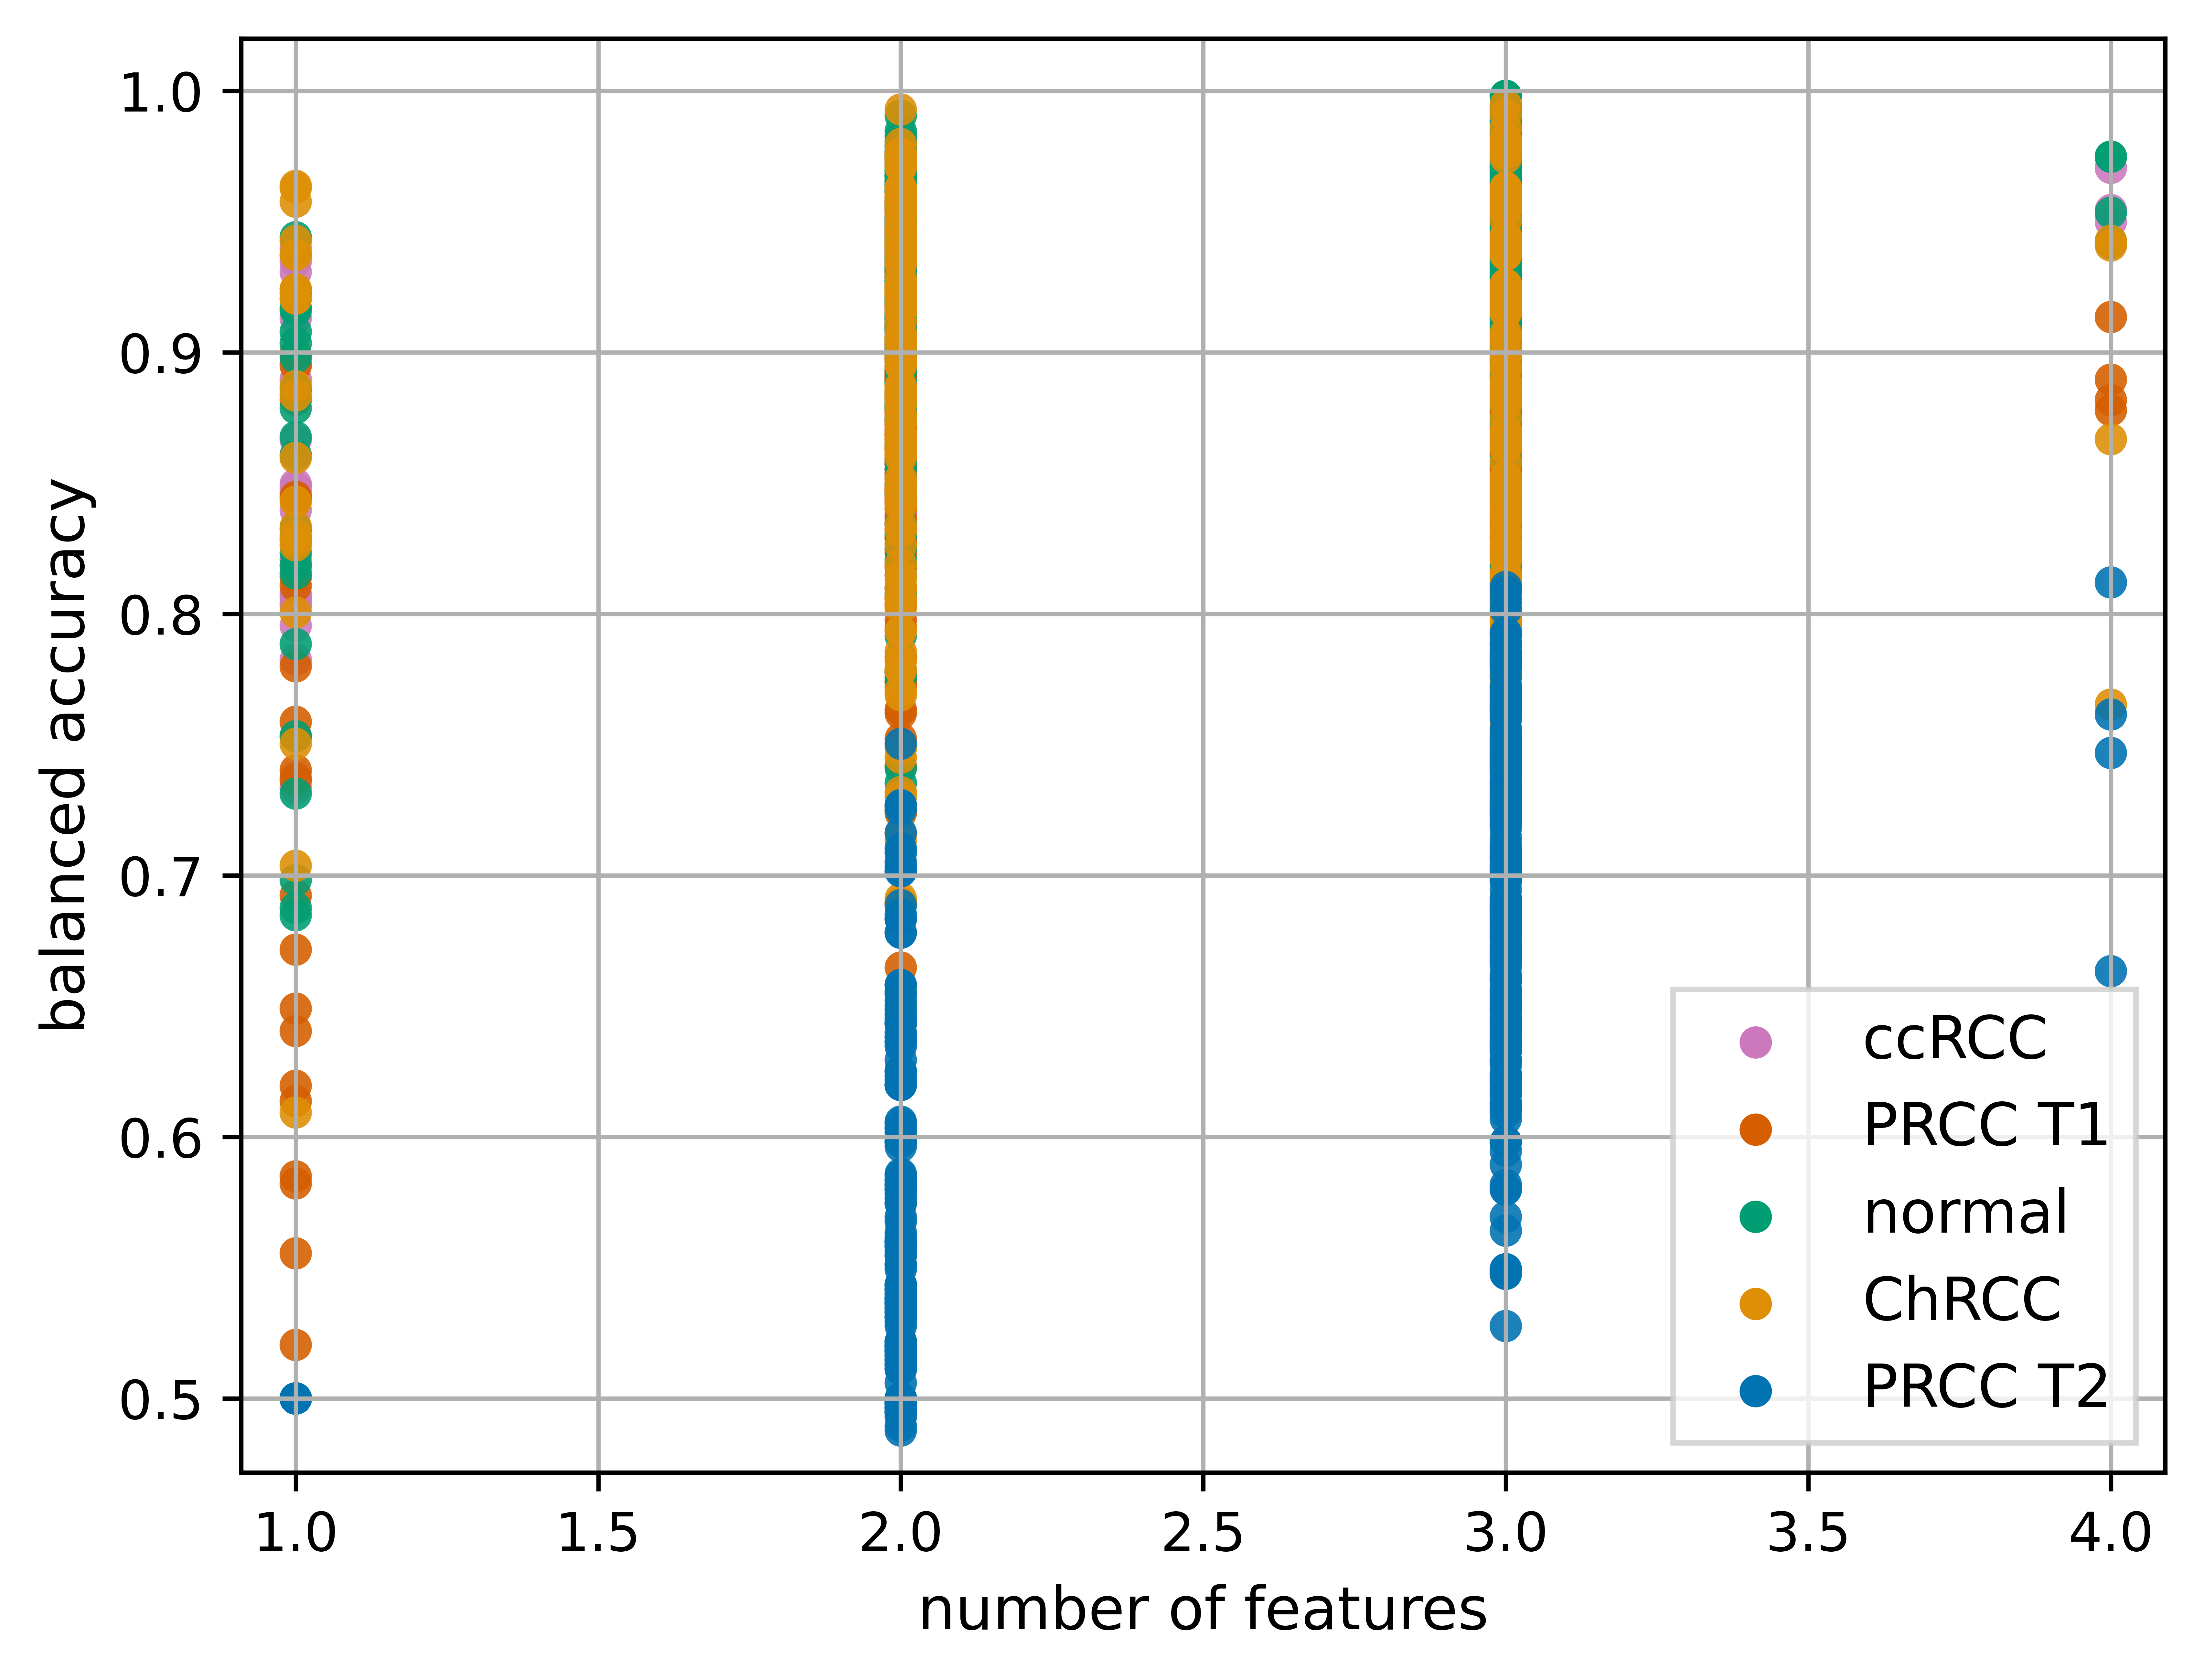 1.0
0.9
0.8
0.7
0.6
0.5
balanced accuracy
ccRCC
PRCC T1
normal
ChRCC
PRCC T2
1.0 1.5 2.0 2.5 3.0 3.5 4.0
number of features